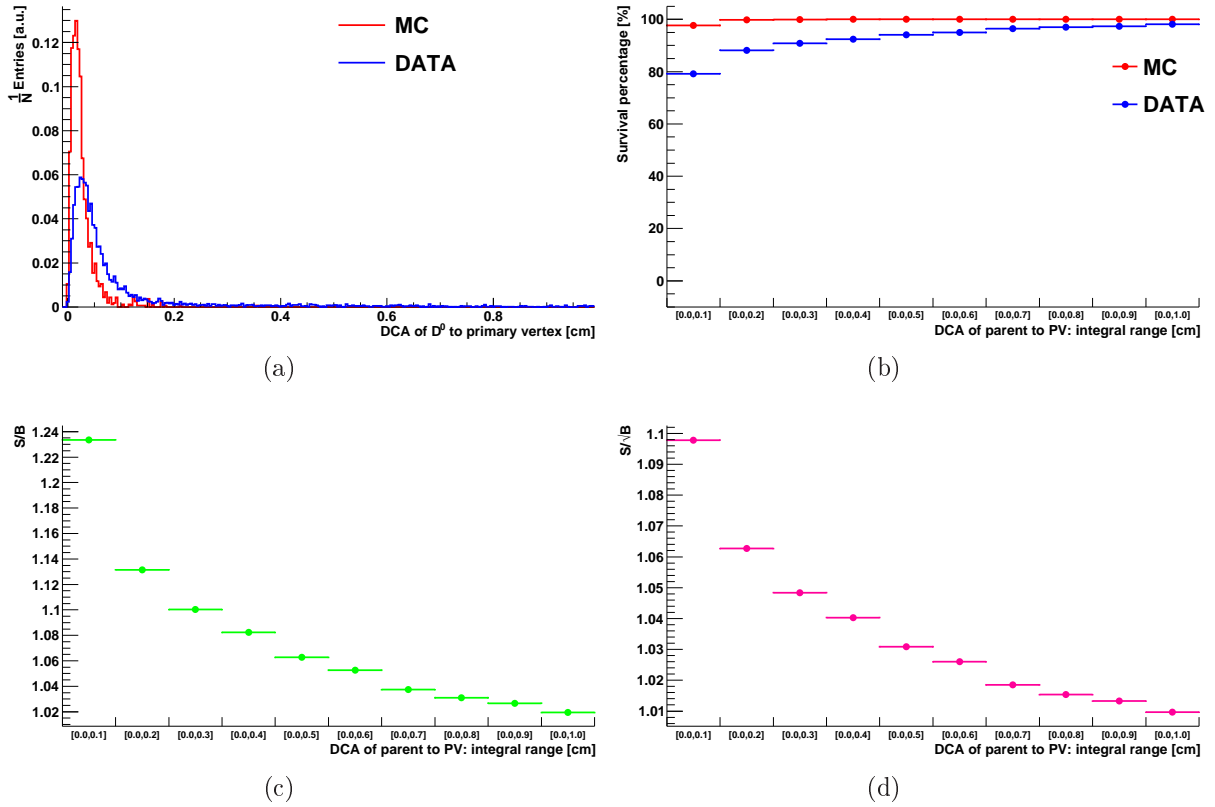 1/N Entries [a.u.]
0.12
0.1
0.08
0.06
0.04
0.02
0
MC
DATA
0 0.2 0.4 0.6 0.8
DCA of D⁰ to primary vertex [cm]
(a)
Survival percentage [%]
100
80
60
40
20
0
MC
DATA
[0.0,0.1] [0.0,0.2] [0.0,0.3] [0.0,0.4] [0.0,0.5] [0.0,0.6] [0.0,0.7] [0.0,0.8] [0.0,0.9] [0.0,1.0]
DCA of parent to PV: integral range [cm]
(b)
S/B
1.24
1.22
1.2
1.18
1.16
1.14
1.12
1.1
1.08
1.06
1.04
1.02
[0.0,0.1] [0.0,0.2] [0.0,0.3] [0.0,0.4] [0.0,0.5] [0.0,0.6] [0.0,0.7] [0.0,0.8] [0.0,0.9] [0.0,1.0]
DCA of parent to PV: integral range [cm]
(c)
S/√B
1.1
1.09
1.08
1.07
1.06
1.05
1.04
1.03
1.02
1.01
[0.0,0.1] [0.0,0.2] [0.0,0.3] [0.0,0.4] [0.0,0.5] [0.0,0.6] [0.0,0.7] [0.0,0.8] [0.0,0.9] [0.0,1.0]
DCA of parent to PV: integral range [cm]
(d)